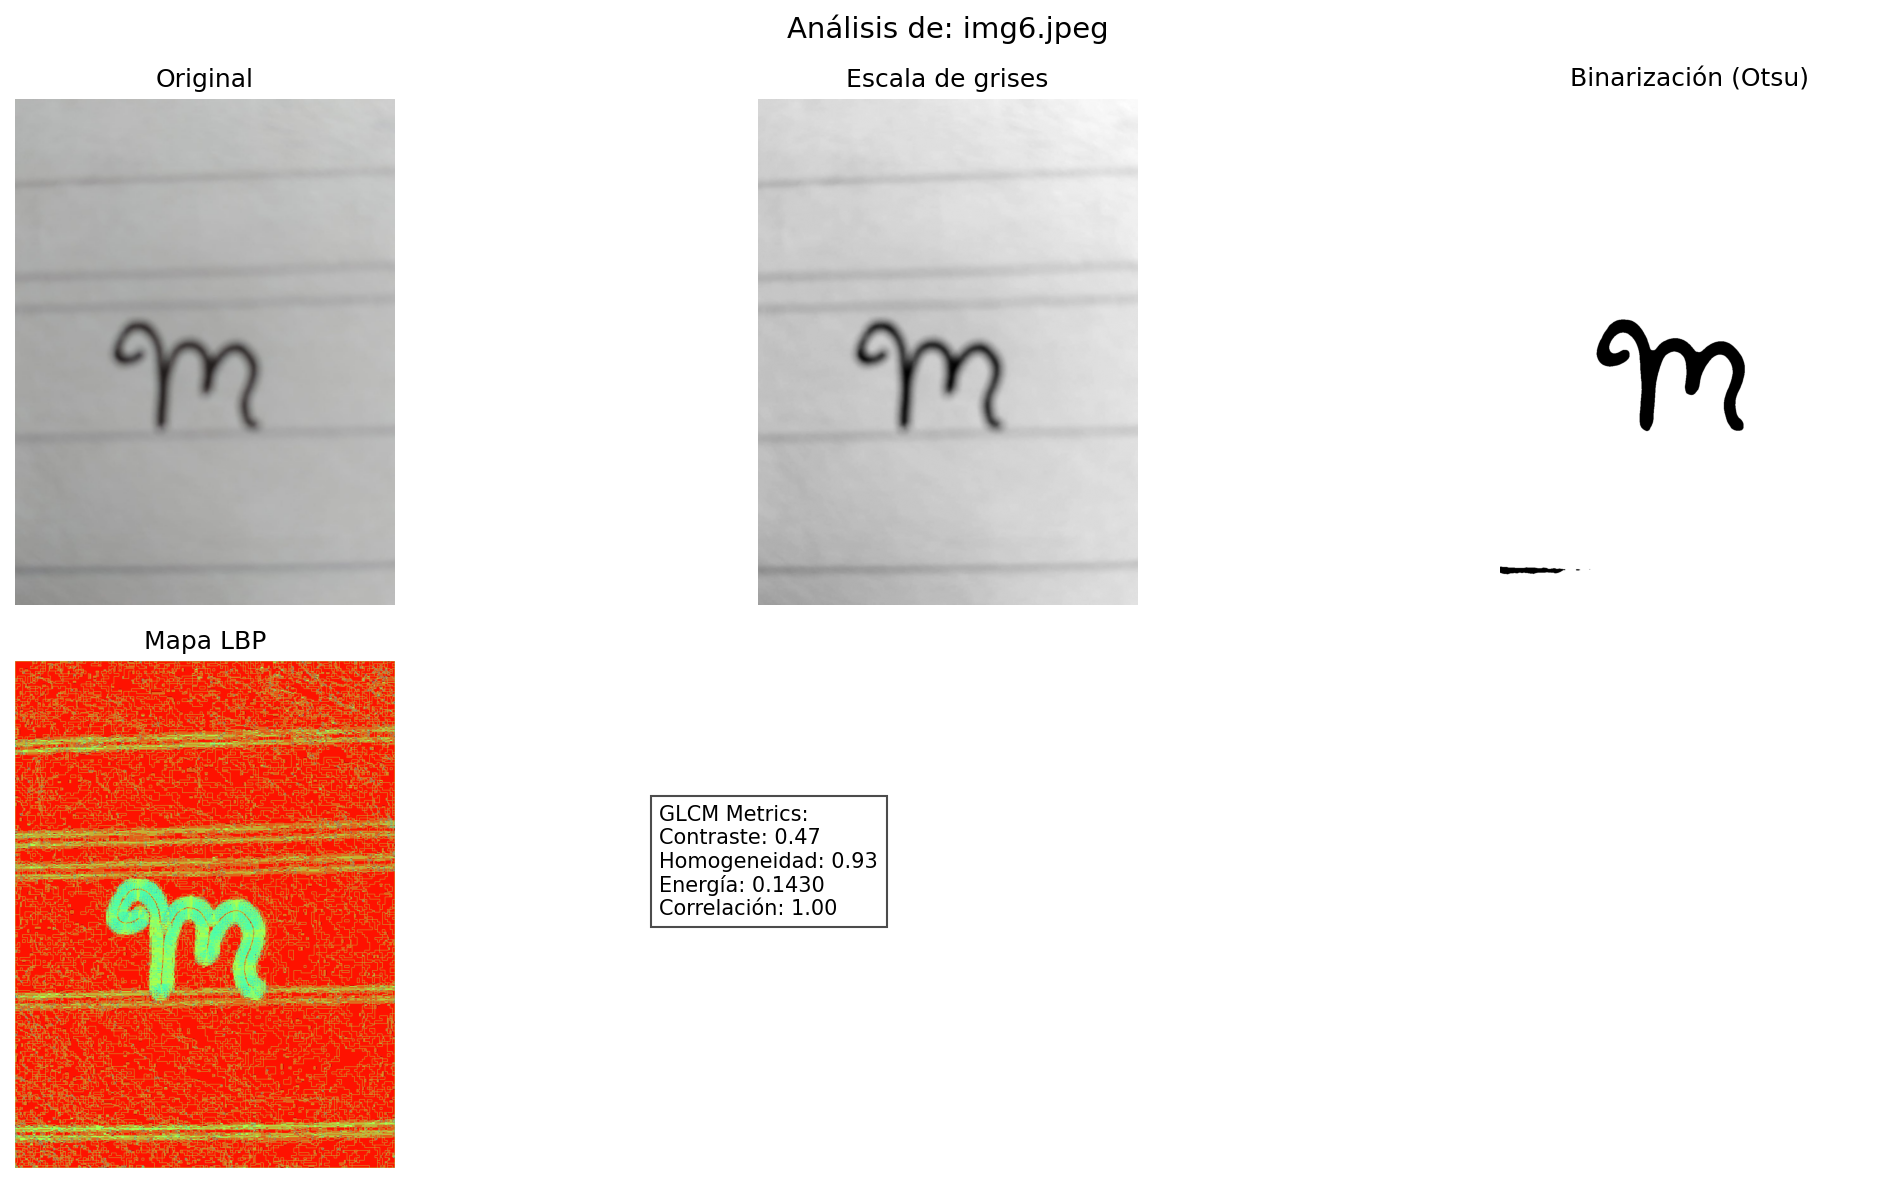 Análisis de: img6.jpeg
Original
Escala de grises
Binarización (Otsu)
m
m
m
Mapa LBP
m
GLCM Metrics:
Contraste: 0.47
Homogeneidad: 0.93
Energía: 0.1430
Correlación: 1.00